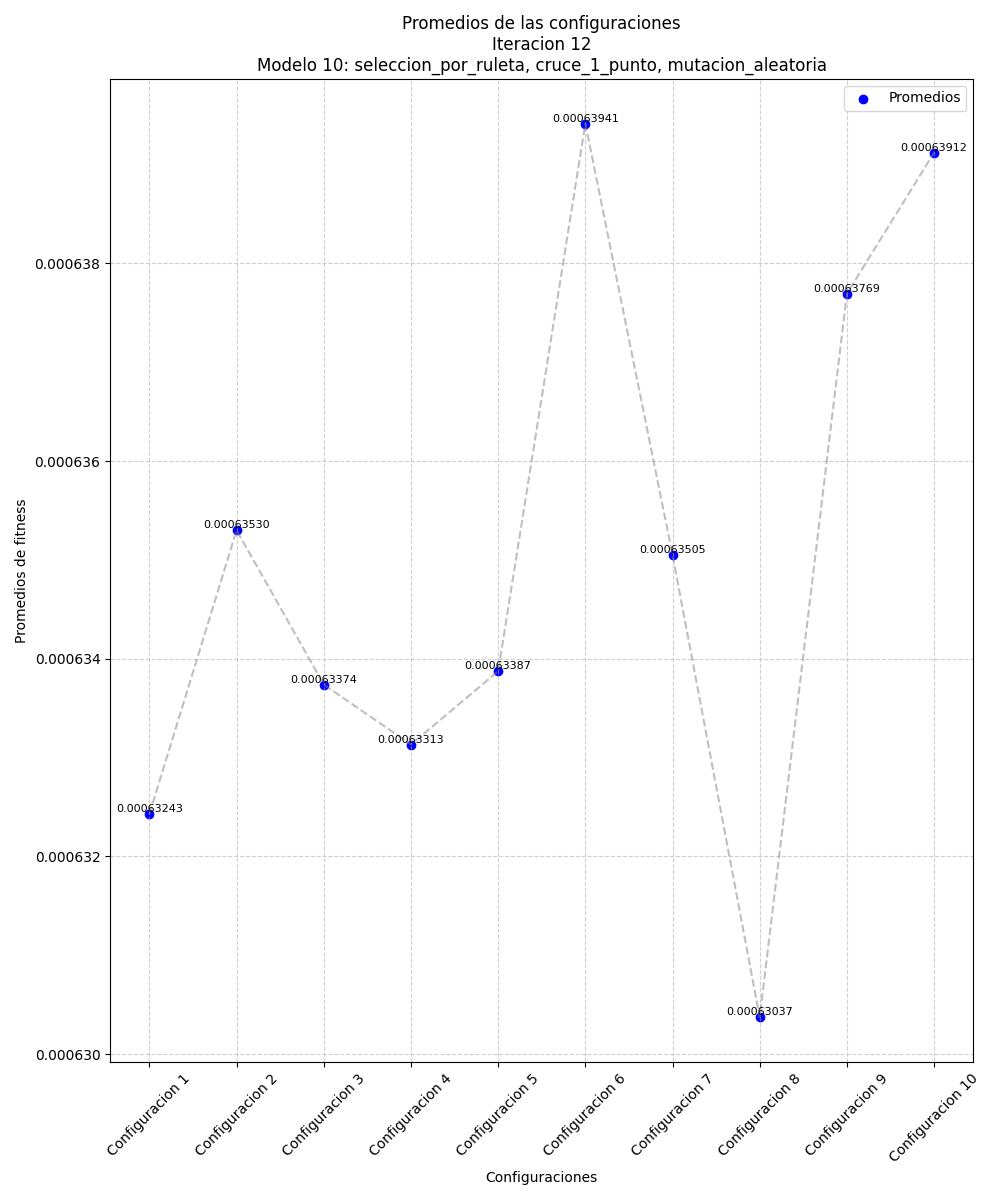 Promedios de las configuraciones
Iteracion 12
Modelo 10: seleccion_por_ruleta, cruce_1_punto, mutacion_aleatoria
Promedios
0.00063941
0.00063912
0.000638
0.00063769
0.000636
0.00063530
0.00063505
0.000634
0.00063387
0.00063374
0.00063313
0.00063243
0.000632
0.00063037
0.000630
Promedios de fitness
Configuracion 1
Configuracion 2
Configuracion 3
Configuracion 4
Configuracion 5
Configuracion 6
Configuracion 7
Configuracion 8
Configuracion 9
Configuracion 10
Configuraciones